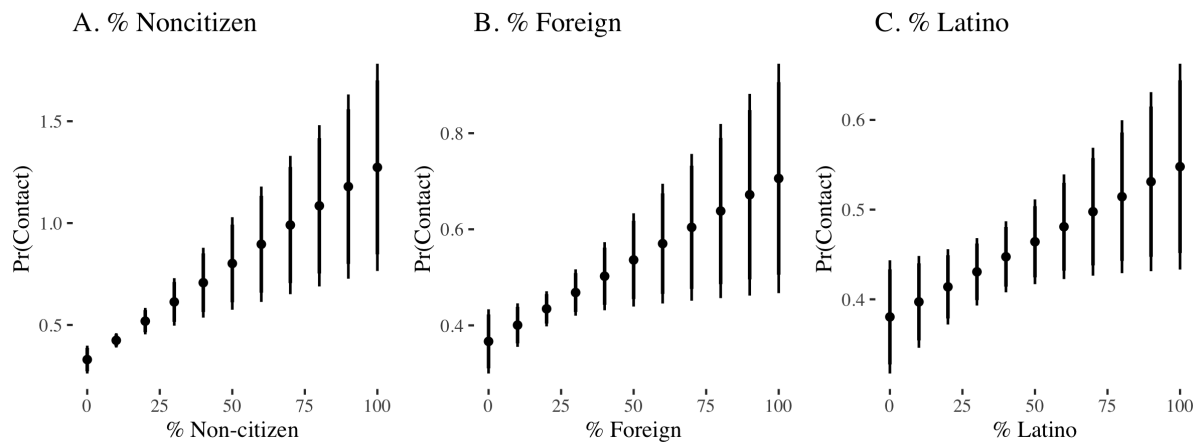 A. % Noncitizen
1.5
1.0
0.5
Pr(Contact)
0 25 50 75 100
% Non-citizen
B. % Foreign
0.8
0.6
0.4
Pr(Contact)
0 25 50 75 100
% Foreign
C. % Latino
0.6
0.5
0.4
Pr(Contact)
0 25 50 75 100
% Latino